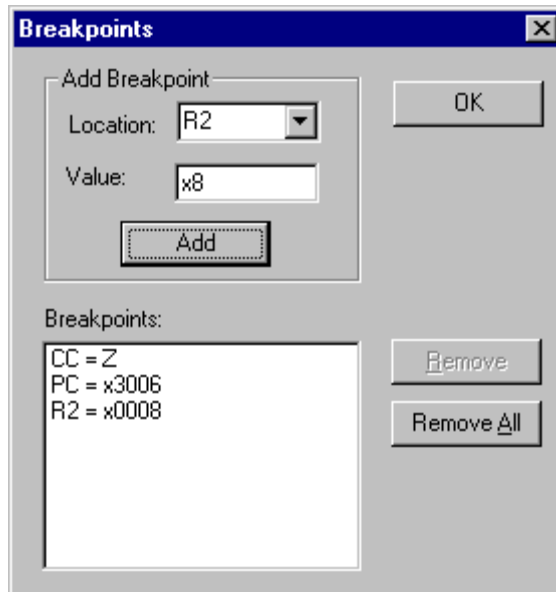 Breakpoints
Add Breakpoint
Location: R2
OK
Value: x8
Add
Breakpoints:
CC = Z
PC = x3006
R2 = x0008
Remove
Remove All